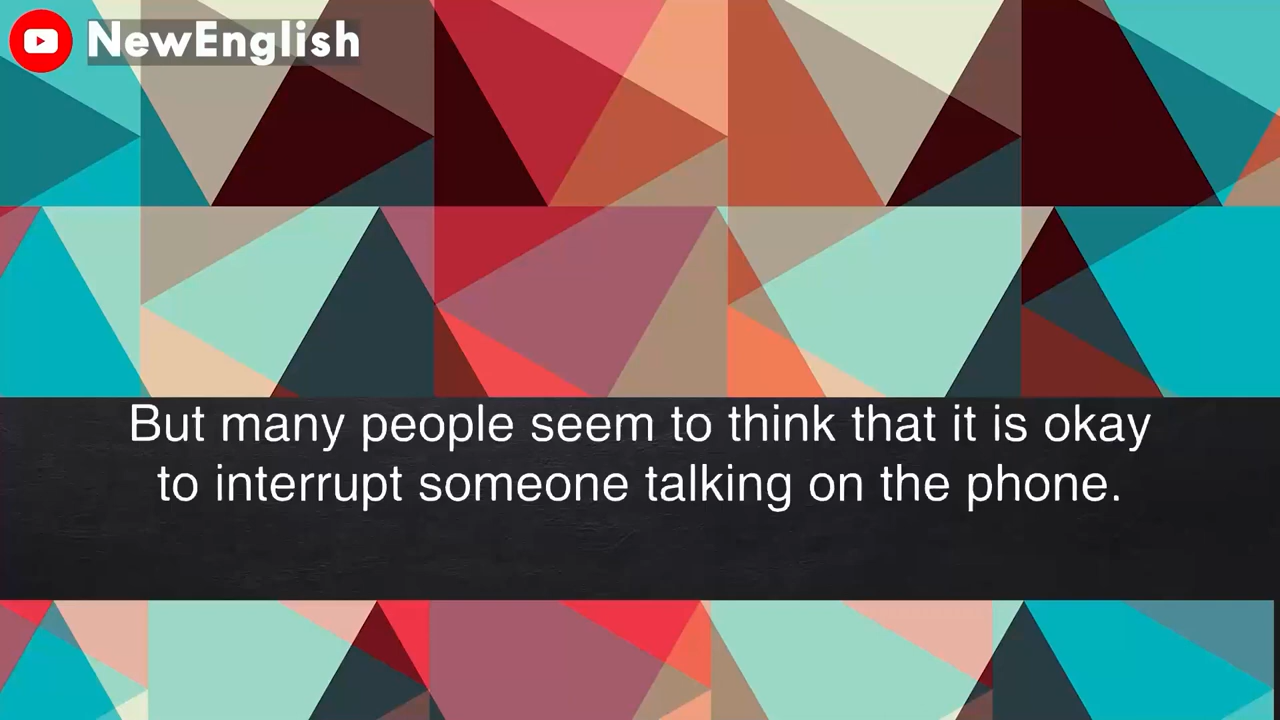 NewEnglish
But many people seem to think that it is okay
to interrupt someone talking on the phone.